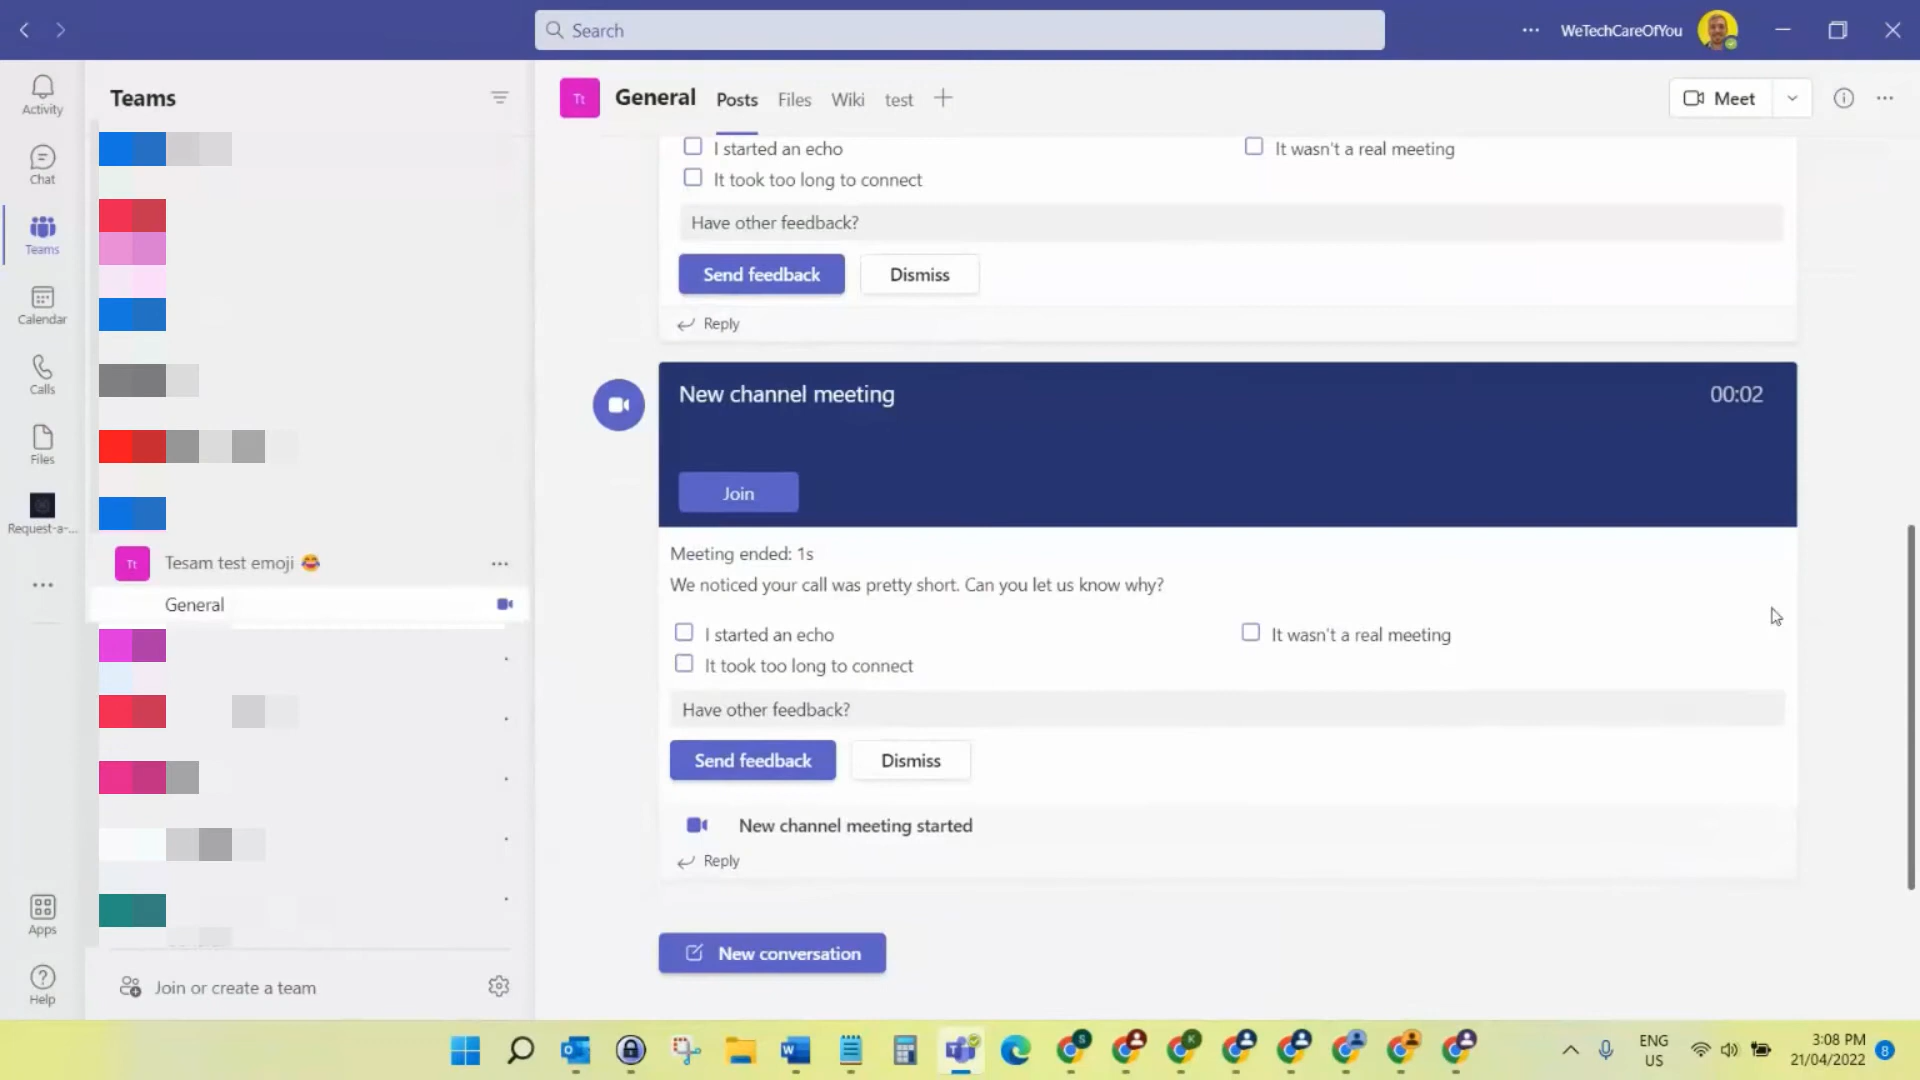 Search
WeTechCareOfYou
Activity
Chat
Teams
Calendar
Calls
Files
Request-a-...
Apps
Help
Teams
Tt
Tesam test emoji 😂
General
Join or create a team
Tt
General
Posts
Files
Wiki
test
Meet
I started an echo
It wasn't a real meeting
It took too long to connect
Have other feedback?
Send feedback
Dismiss
Reply
New channel meeting
00:02
Join
Meeting ended: 1s
We noticed your call was pretty short. Can you let us know why?
I started an echo
It wasn't a real meeting
It took too long to connect
Have other feedback?
Send feedback
Dismiss
New channel meeting started
Reply
New conversation
ENG
US
3:08 PM
21/04/2022
8